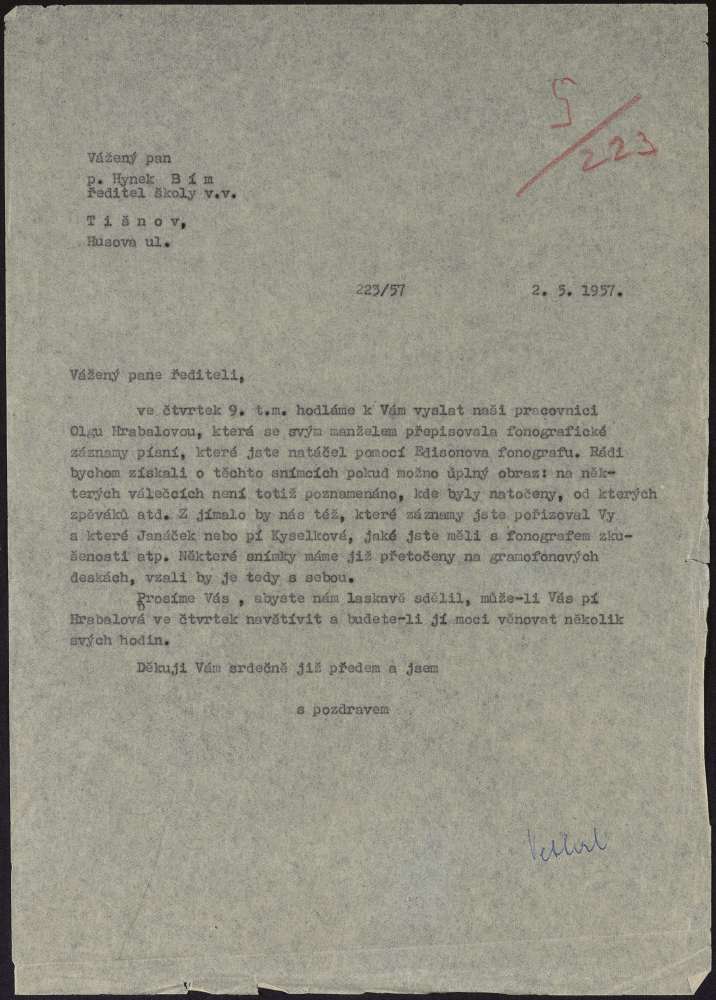 5/223
Vážený pan
p. Hynek B í m
ředitel školy v.v.
T i š n o v,
Husova ul.
223/57 2. 5. 1957.
Vážený pane řediteli,
ve čtvrtek 9. t.m. hodláme k Vám vyslat naši pracovnici
Olgu Hrabalovou, která se svým manželem přepisovala fonografické
záznamy písní, které jste natáčel pomocí Edisonova fonografu. Rádi
bychom získali o těchto snímcích pokud možno úplný obraz: na něk-
terých válečcích není totiž poznamenáno, kde byly natočeny, od kterých
zpěváků atd. Z jímalo by nás též, které záznamy jste pořizoval Vy
a které Janáček nebo pí Kyselková, jaké jste měli s fonografem zku-
šenosti atp. Některé snímky máme již přetočeny na gramofonových
deskách, vzali by je tedy s sebou.
Prosíme Vás , abyste nám laskavě sdělil, může-li Vás pí
Hrabalová ve čtvrtek navštívit a budete-li jí moci věnovat několik
svých hodin.
Děkuji Vám srdečně již předem a jsem
s pozdravem